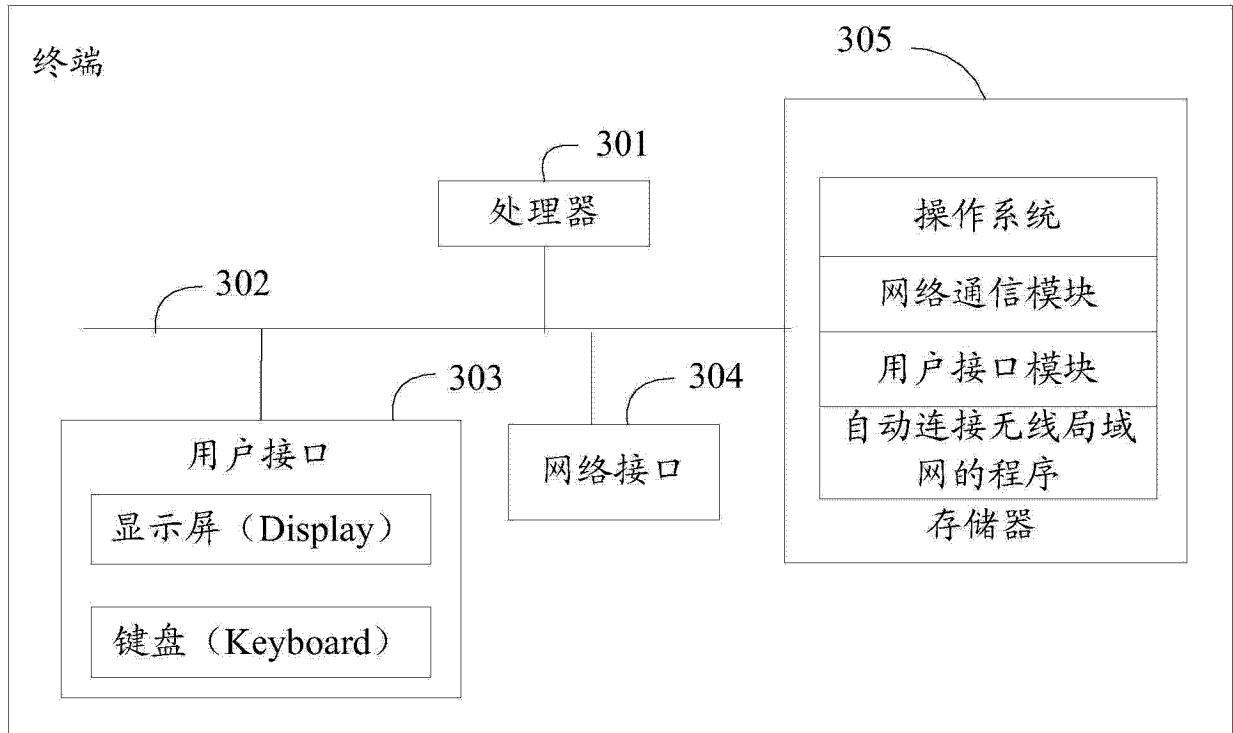 终端
305
301
处理器
操作系统
302
网络通信模块
用户接口模块
303
304
用户接口
网络接口
自动连接无线局域
网的程序
显示屏（Display）
存储器
键盘（Keyboard）